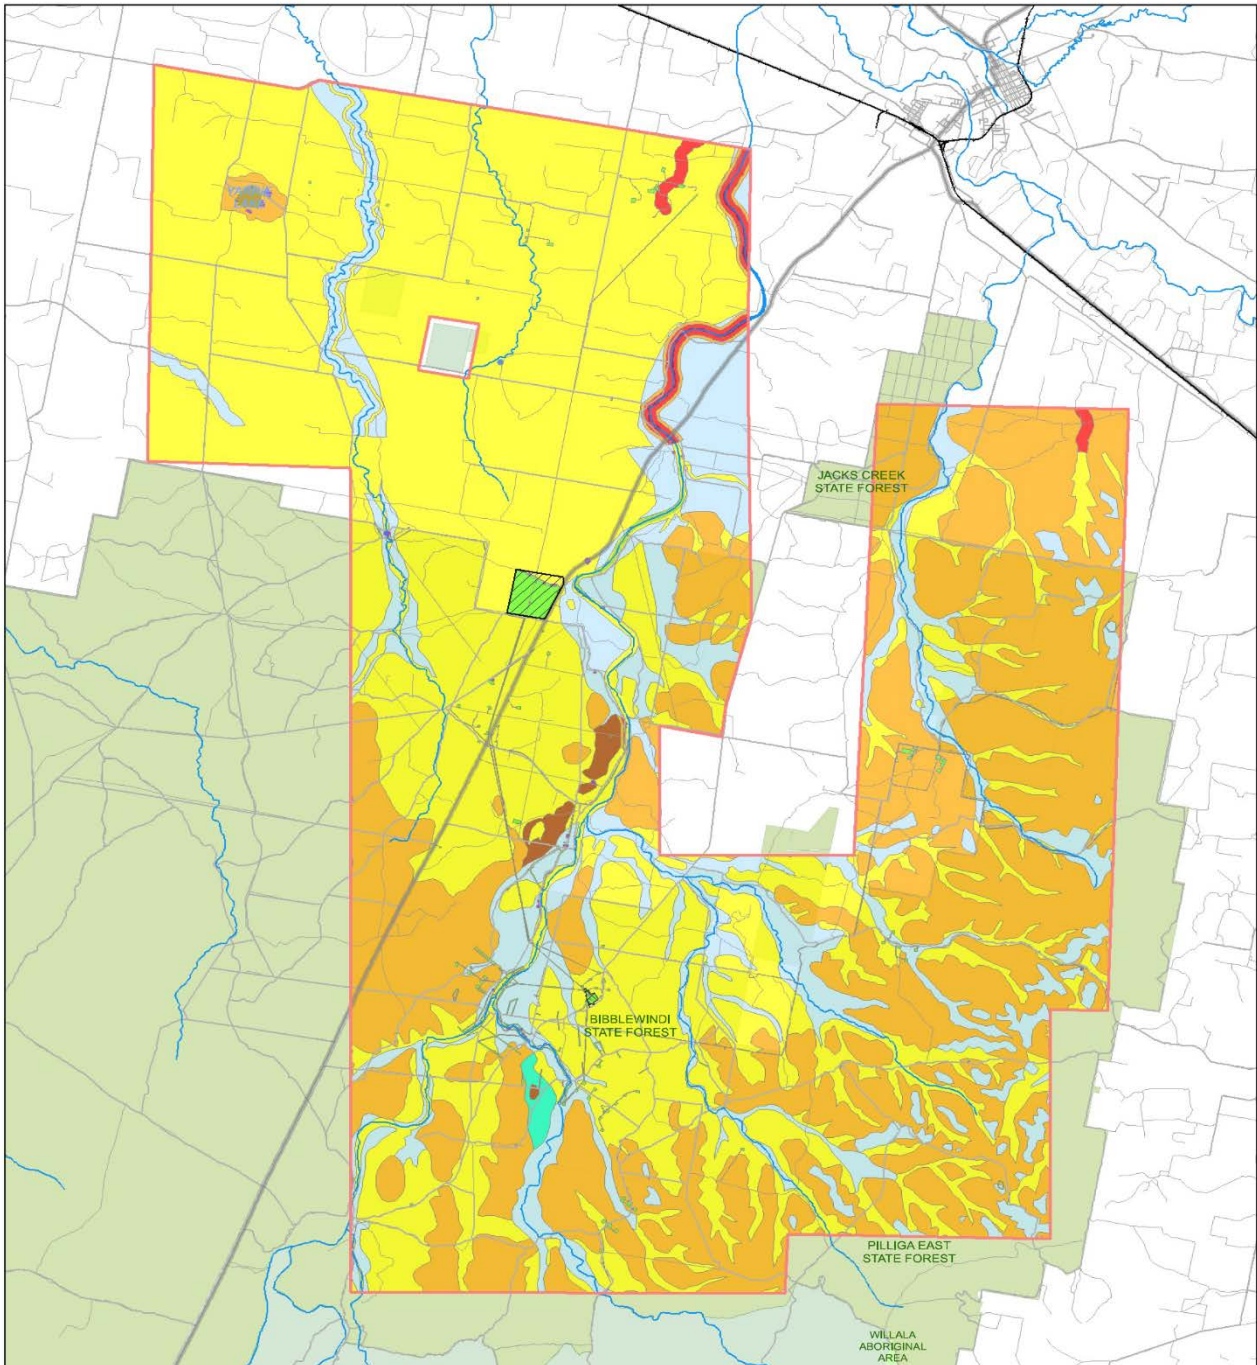 JACKS CREEK
STATE FOREST
BIBBLEWINDI
STATE FOREST
PILLIGA EAST
STATE FOREST
WILLALA
ABORIGINAL
AREA